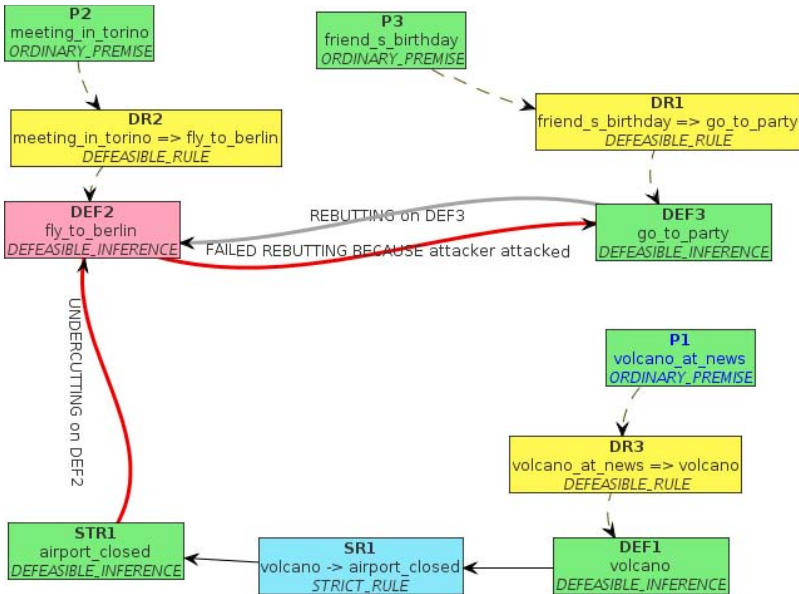 P2
meeting_in_torino
ORDINARY_PREMISE
P3
friend_s_birthday
ORDINARY_PREMISE
DR2
meeting_in_torino => fly_to_berlin
DEFEASIBLE_RULE
DR1
friend_s_birthday => go_to_party
DEFEASIBLE_RULE
DEF2
fly_to_berlin
DEFEASIBLE_INFERENCE
REBUTTING on DEF3
FAILED REBUTTING BECAUSE attacker attacked
DEF3
go_to_party
DEFEASIBLE_INFERENCE
UNDERCUTTING on DEF2
P1
volcano_at_news
ORDINARY_PREMISE
DR3
volcano_at_news => volcano
DEFEASIBLE_RULE
STR1
airport_closed
DEFEASIBLE_INFERENCE
SR1
volcano -> airport_closed
STRICT_RULE
DEF1
volcano
DEFEASIBLE_INFERENCE